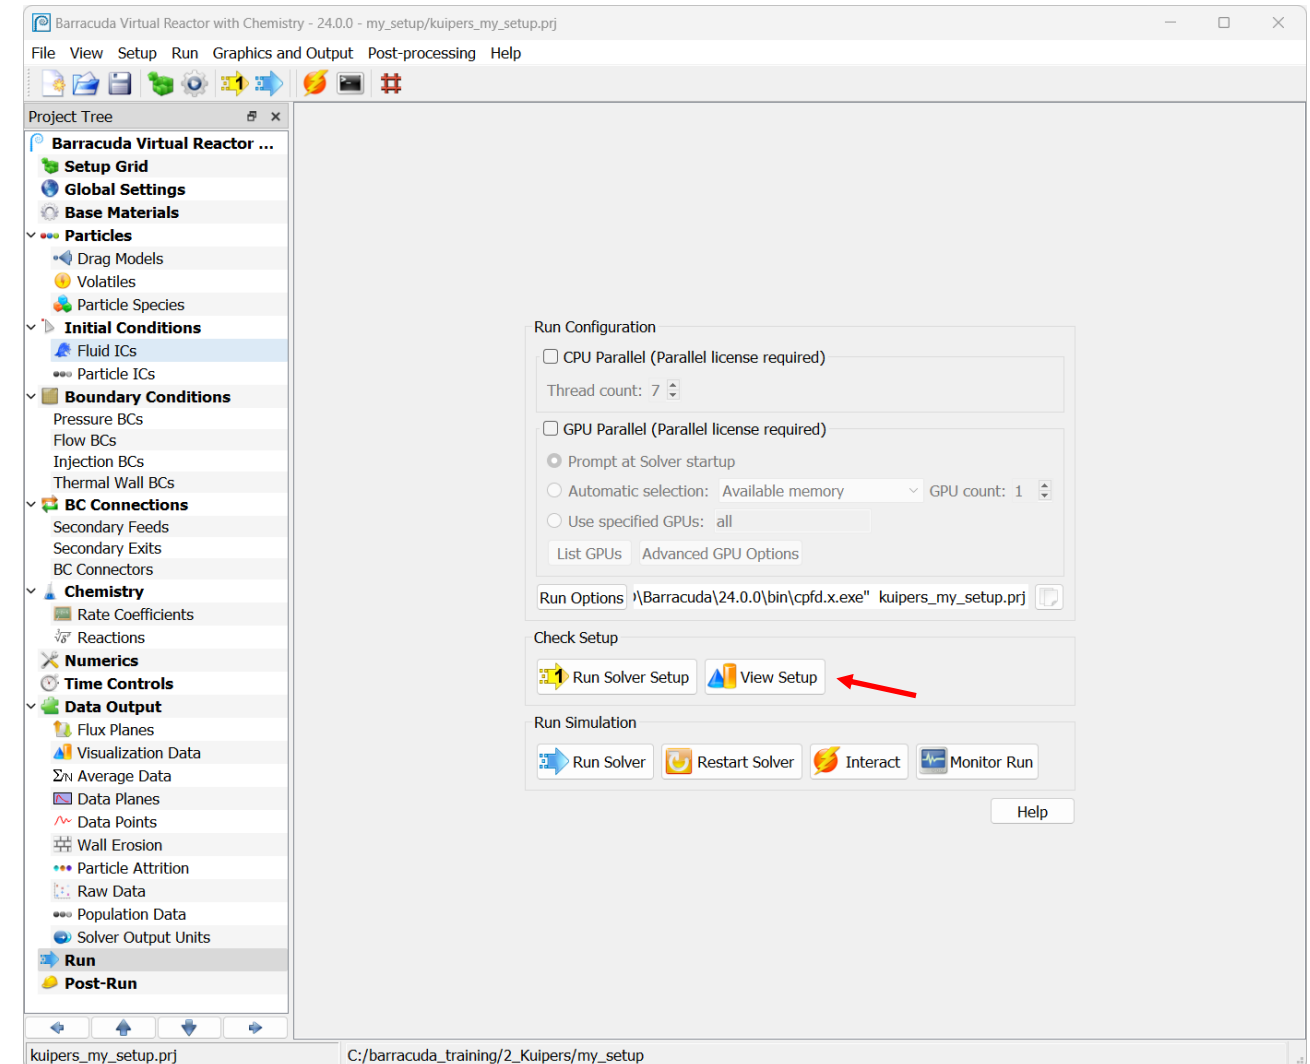 Barracuda Virtual Reactor with Chemistry - 24.0.0 - my_setup/kuipers_my_setup.prj
File View Setup Run Graphics and Output Post-processing Help
1
Project Tree
Barracuda Virtual Reactor ...
Setup Grid
Global Settings
Base Materials
Particles
Drag Models
Volatiles
Particle Species
Initial Conditions
Fluid ICs
Particle ICs
Boundary Conditions
Pressure BCs
Flow BCs
Injection BCs
Thermal Wall BCs
BC Connections
Secondary Feeds
Secondary Exits
BC Connectors
Chemistry
Rate Coefficients
Reactions
Numerics
Time Controls
Data Output
Flux Planes
Visualization Data
Σ/N Average Data
Data Planes
Data Points
Wall Erosion
Particle Attrition
Raw Data
Population Data
Solver Output Units
Run
Post-Run
Run Configuration
CPU Parallel (Parallel license required)
Thread count: 7
GPU Parallel (Parallel license required)
Prompt at Solver startup
Automatic selection: Available memory GPU count: 1
Use specified GPUs: all
List GPUs Advanced GPU Options
Run Options \Barracuda\24.0.0\bin\cpfd.x.exe" kuipers_my_setup.prj
Check Setup
1 Run Solver Setup View Setup
Run Simulation
Run Solver Restart Solver Interact Monitor Run
Help
kuipers_my_setup.prj C:/barracuda_training/2_Kuipers/my_setup